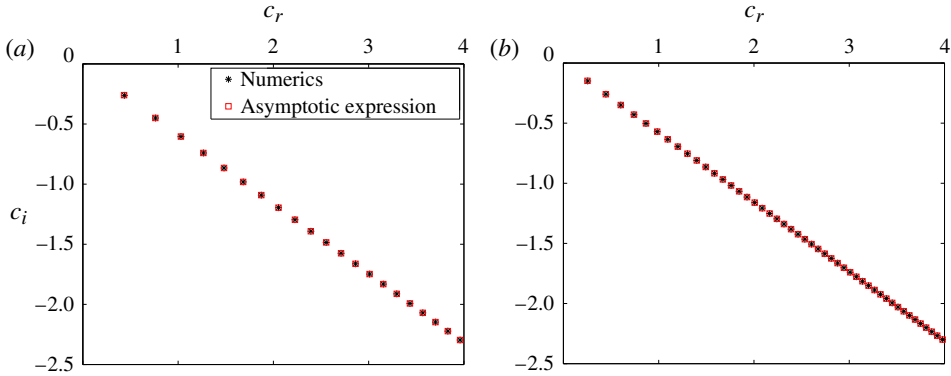 c_r c_r
(a) 0 1 2 3 4 (b) 0 1 2 3 4
Numerics
Asymptotic expression
−0.5 −0.5
−1.0 −1.0
c_i
−1.5 −1.5
−2.0 −2.0
−2.5 −2.5